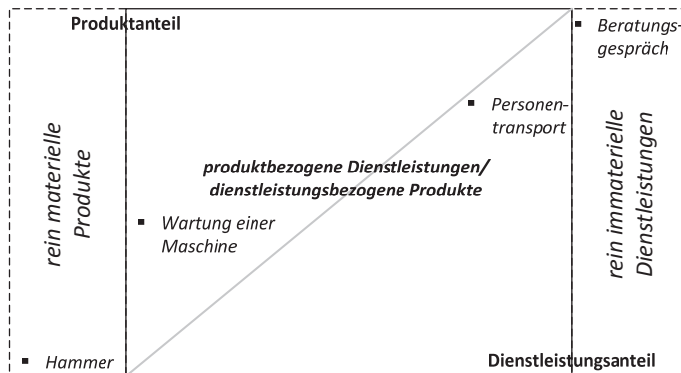 Produktanteil
Beratungs-
gespräch
Personen-
transport
rein materielle
Produkte
produktbezogene Dienstleistungen/
dienstleistungsbezogene Produkte
rein immaterielle
Dienstleistungen
Wartung einer
Maschine
Hammer
Dienstleistungsanteil